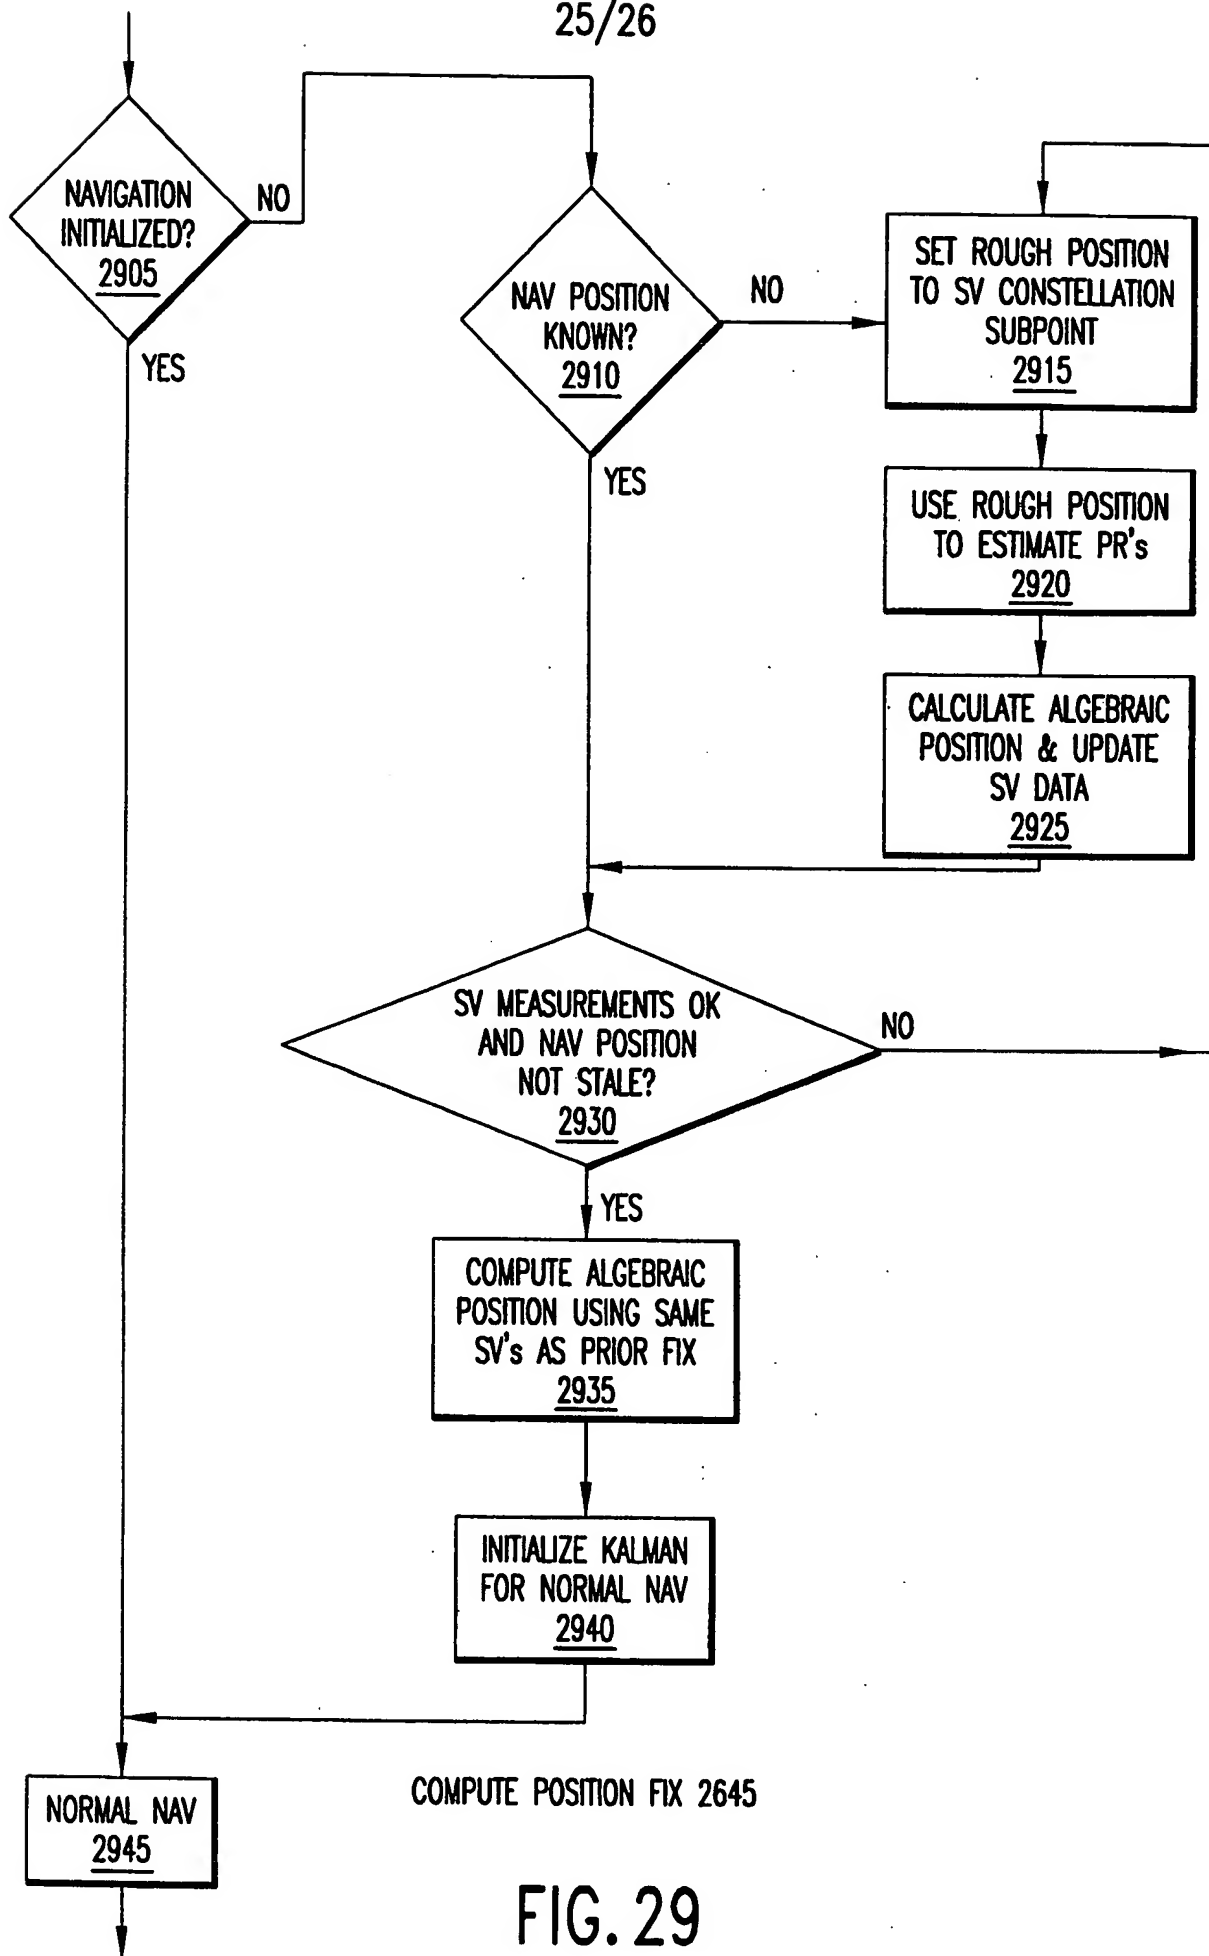 25/26
NAVIGATION
INITIALIZED?
2905
NO
YES
NAV POSITION
KNOWN?
2910
NO
YES
SET ROUGH POSITION
TO SV CONSTELLATION
SUBPOINT
2915
USE ROUGH POSITION
TO ESTIMATE PR's
2920
CALCULATE ALGEBRAIC
POSITION & UPDATE
SV DATA
2925
SV MEASUREMENTS OK
AND NAV POSITION
NOT STALE?
2930
NO
YES
COMPUTE ALGEBRAIC
POSITION USING SAME
SV's AS PRIOR FIX
2935
INITIALIZE KALMAN
FOR NORMAL NAV
2940
NORMAL NAV
2945
COMPUTE POSITION FIX 2645
FIG. 29